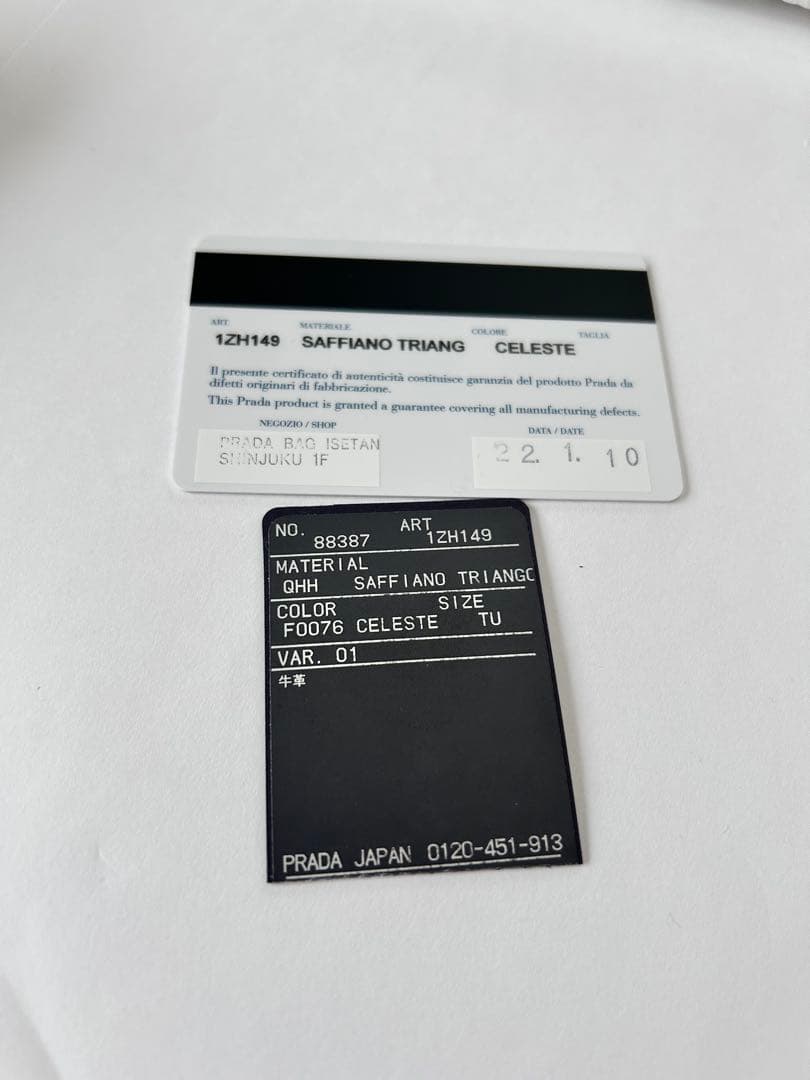 ART MATERIALE COLORE TAGLIA
1ZH149 SAFFIANO TRIANG CELESTE
Il presente certificato di autenticità costituisce garanzia del prodotto Prada da
difetti originari di fabbricazione.
This Prada product is granted a guarantee covering all manufacturing defects.
NEGOZIO / SHOP DATA / DATE
PRADA BAG ISETAN
SHINJUKU 1F
22. 1. 10
NO. ART
88387 1ZH149
MATERIAL
QHH SAFFIANO TRIANGO
COLOR SIZE
F0076 CELESTE TU
VAR. 01
牛革
PRADA JAPAN 0120-451-913